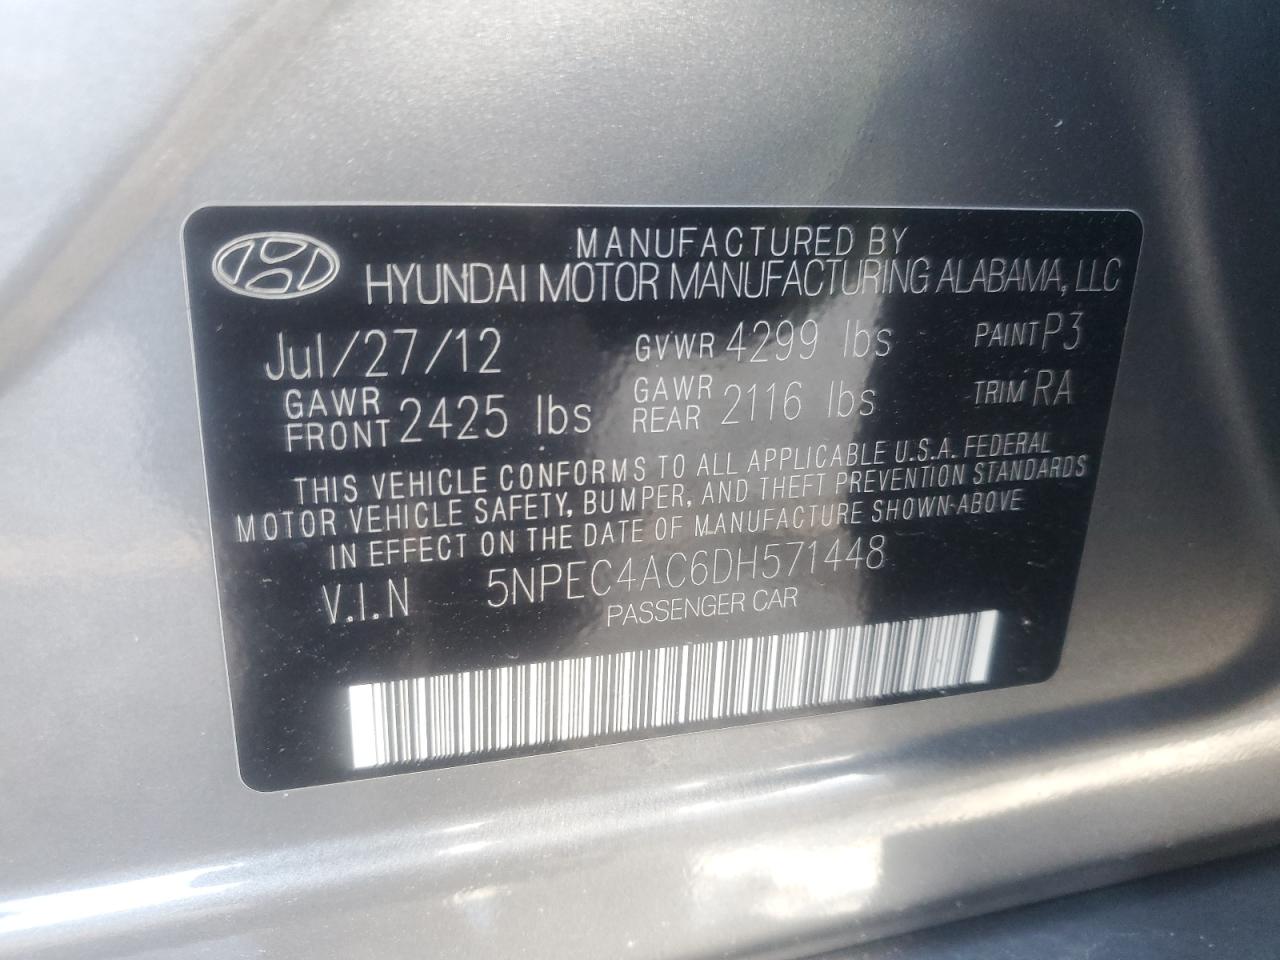 MANUFACTURED BY
HYUNDAI MOTOR MANUFACTURING ALABAMA, LLC
Jul/27/12 GVWR 4299 lbs PAINT P3
GAWR FRONT 2425 lbs GAWR REAR 2116 lbs TRIM RA
THIS VEHICLE CONFORMS TO ALL APPLICABLE U.S.A. FEDERAL
MOTOR VEHICLE SAFETY, BUMPER, AND THEFT PREVENTION STANDARDS
IN EFFECT ON THE DATE OF MANUFACTURE SHOWN-ABOVE
V.I.N 5NPEC4AC6DH571448
PASSENGER CAR